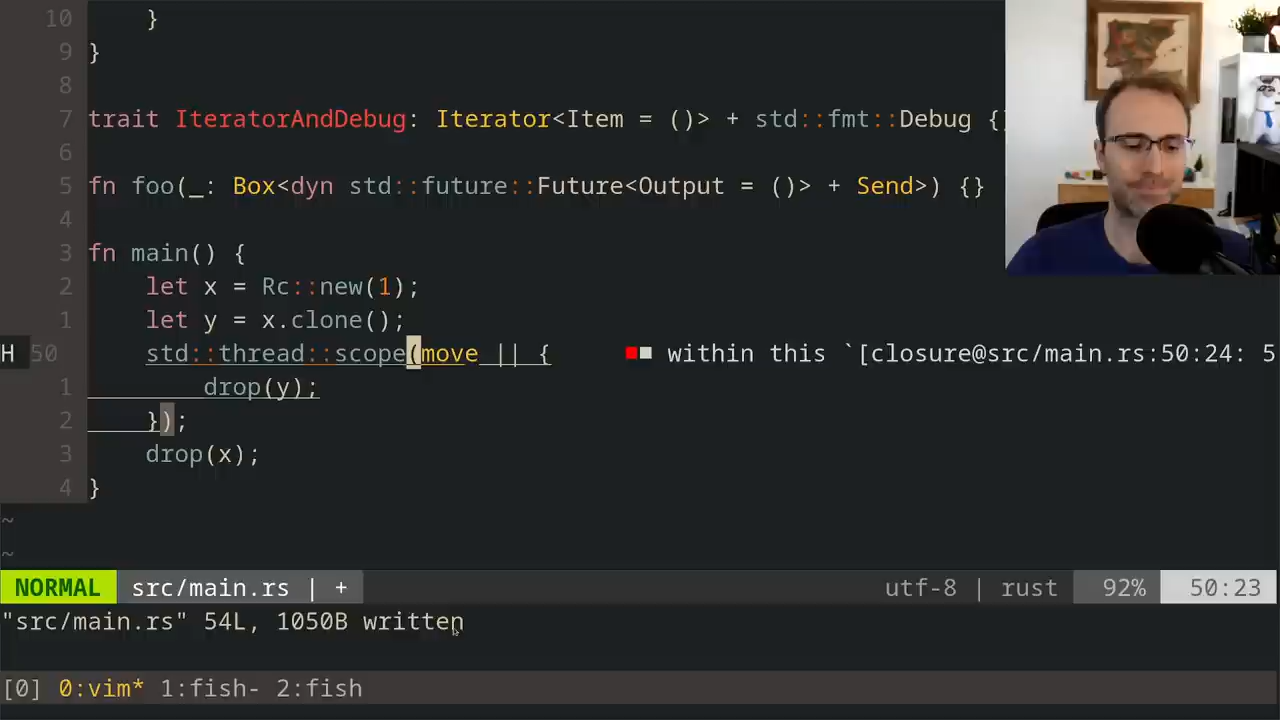 10 }
9 }
8
7 trait IteratorAndDebug: Iterator<Item = ()> + std::fmt::Debug {}
6
5 fn foo(_: Box<dyn std::future::Future<Output = ()> + Send>) {}
4
3 fn main() {
2 let x = Rc::new(1);
1 let y = x.clone();
H 50 std::thread::scope(move || { within this `[closure@src/main.rs:50:24: 5
1 drop(y);
2 });
3 drop(x);
4 }
~
~
NORMAL src/main.rs | + utf-8 | rust 92% 50:23
"src/main.rs" 54L, 1050B written
[0] 0:vim* 1:fish- 2:fish